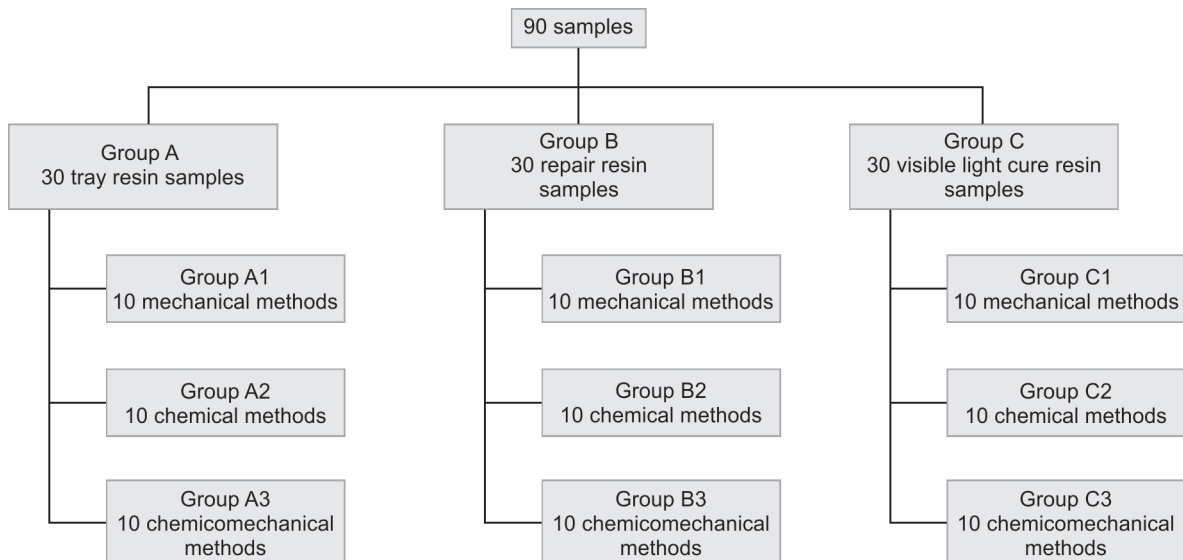 90 samples
Group A
30 tray resin samples
Group B
30 repair resin
samples
Group C
30 visible light cure resin
samples
Group A1
10 mechanical methods
Group B1
10 mechanical methods
Group C1
10 mechanical methods
Group A2
10 chemical methods
Group B2
10 chemical methods
Group C2
10 chemical methods
Group A3
10 chemicomechanical
methods
Group B3
10 chemicomechanical
methods
Group C3
10 chemicomechanical
methods